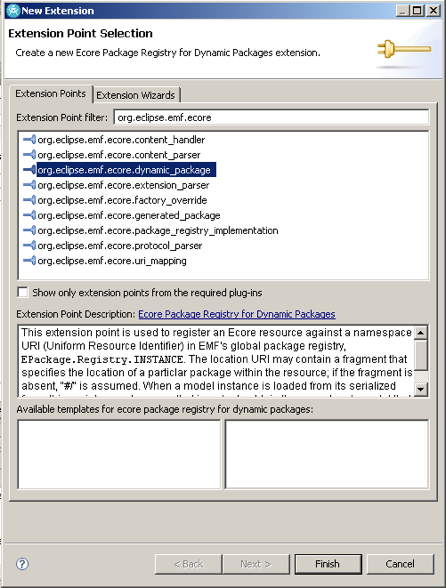 New Extension
Extension Point Selection
Create a new Ecore Package Registry for Dynamic Packages extension.
Extension Points
Extension Wizards
Extension Point filter:
org.eclipse.emf.ecore
org.eclipse.emf.ecore.content_handler
org.eclipse.emf.ecore.content_parser
org.eclipse.emf.ecore.dynamic_package
org.eclipse.emf.ecore.extension_parser
org.eclipse.emf.ecore.factory_override
org.eclipse.emf.ecore.generated_package
org.eclipse.emf.ecore.package_registry_implementation
org.eclipse.emf.ecore.protocol_parser
org.eclipse.emf.ecore.uri_mapping
Show only extension points from the required plug-ins
Extension Point Description: Ecore Package Registry for Dynamic Packages
This extension point is used to register an Ecore resource against a namespace
URI (Uniform Resource Identifier) in EMF's global package registry,
EPackage.Registry.INSTANCE. The location URI may contain a fragment that
specifies the location of a particlar package within the resource; if the fragment is
absent, "#/" is assumed. When a model instance is loaded from its serialized
Available templates for ecore package registry for dynamic packages:
?
< Back
Next >
Finish
Cancel